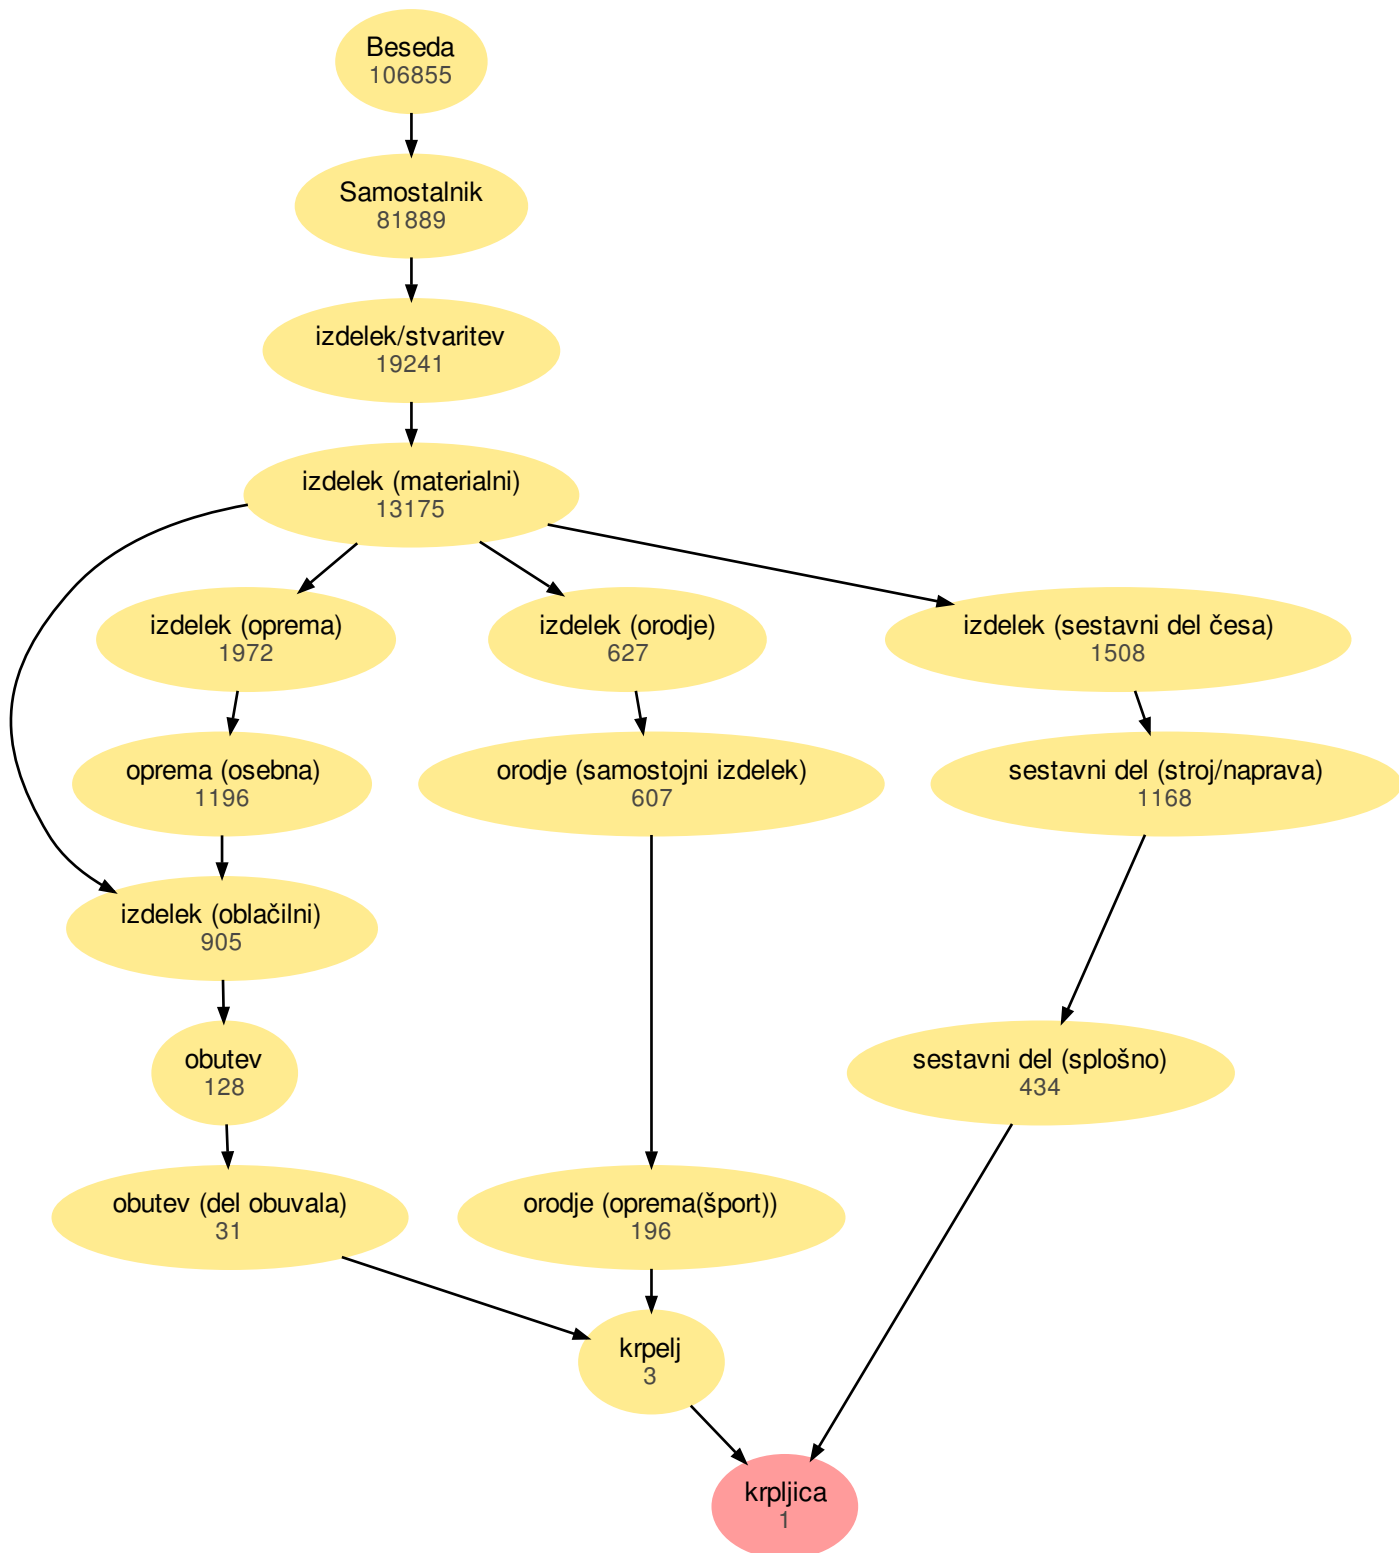 Beseda
106855
Samostalnik
81889
izdelek/stvaritev
19241
izdelek (materialni)
13175
izdelek (oprema)
1972
izdelek (orodje)
627
izdelek (sestavni del česa)
1508
oprema (osebna)
1196
orodje (samostojni izdelek)
607
sestavni del (stroj/naprava)
1168
izdelek (oblačilni)
905
obutev
128
sestavni del (splošno)
434
obutev (del obuvala)
31
orodje (oprema(šport))
196
krpelj
3
krpljica
1